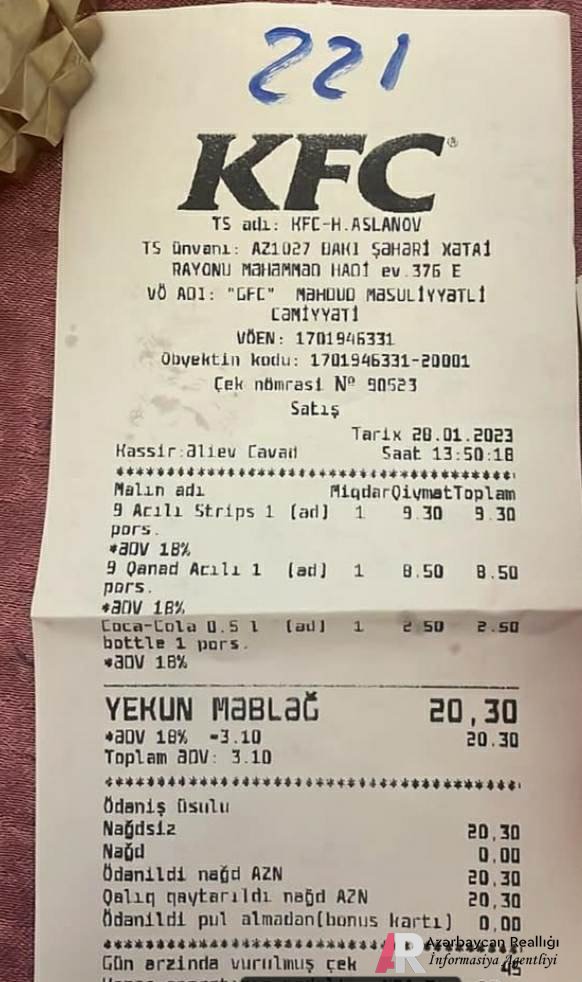 221
KFC®
TS adı: KFC-H.ASLANOV
TS ünvanı: AZ1027 BAKI ŞƏHƏRİ XƏTAİ
RAYONU MƏHƏMMƏD HADİ ev.376 E
VÖ ADI: "GFC" MƏHDUD MƏSULİYYƏTLİ
CƏMİYYƏTİ
VÖEN: 1701946331
Obyektin kodu: 1701946331-20001
Çek nömrəsi № 90523
Satış
Tarix 28.01.2023
Kassir:Əliev Cavad Saat 13:50:18
Malın adı Miqdar Qiymət Toplam
9 Acılı Strips 1 (əd) 1 9.30 9.30
pors.
*ƏDV 18%
9 Qanad Acılı 1 (əd) 1 8.50 8.50
pors.
*ƏDV 18%
Coca-Cola 0.5 l (əd) 1 2.50 2.50
bottle 1 pors.
*ƏDV 18%
YEKUN MƏBLƏĞ 20,30
*ƏDV 18% =3.10 20.30
Toplam ƏDV: 3.10
Ödəniş üsulu
Nağdsiz 20,30
Nağd 0,00
Ödənildi nağd AZN 20,30
Qalıq qaytarıldı nağd AZN 20,30
Ödənildi pul almadan(bonus kartı) 0,00
Gün ərzində vurulmuş çek 45
AR Azərbaycan Reallığı
İnformasiya Agentliyi